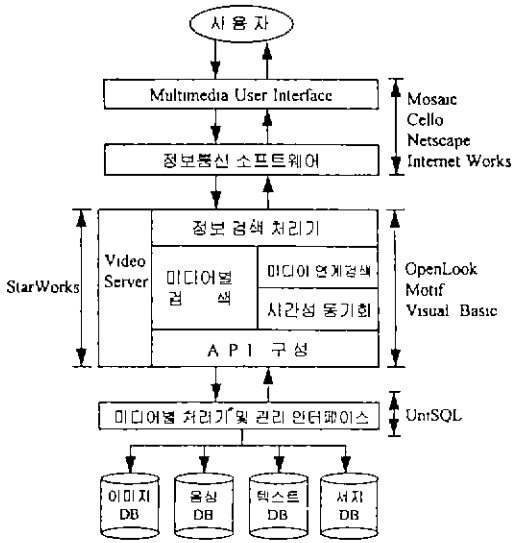 사 용 자
Multimedia User Interface
Mosaic
Cello
Netscape
Internet Works
정보통신 소프트웨어
StarWorks
Video
Server
정보 검색 처리기
미디어별
검 색
미디어 연계검색
시간성 동기화
A P I 구 성
OpenLook
Motif
Visual Basic
미디어별 처리기 및 관리 인터페이스
UniSQL
이미지
DB
음성
DB
텍스트
DB
서지
DB